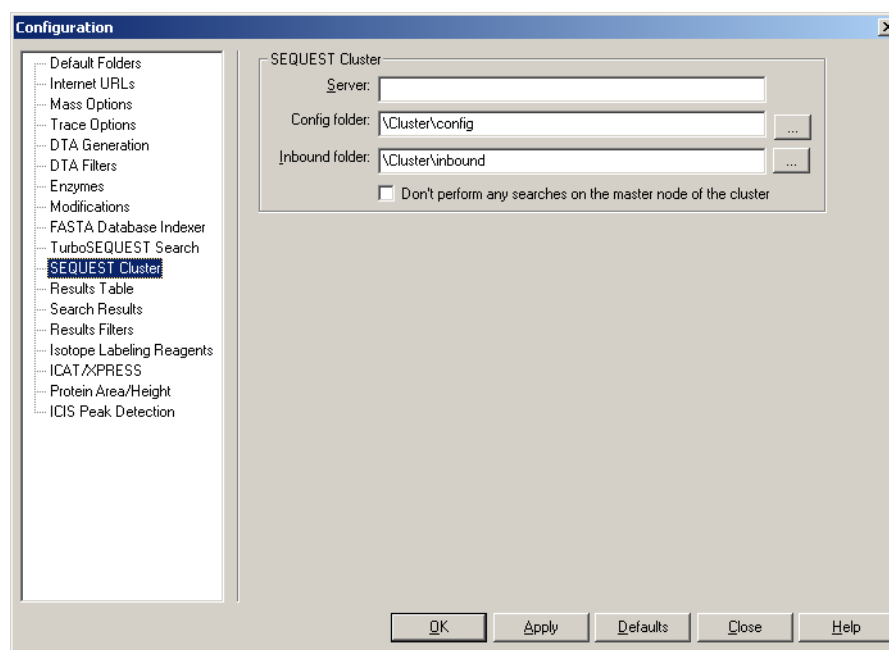 Configuration
Default Folders
Internet URLs
Mass Options
Trace Options
DTA Generation
DTA Filters
Enzymes
Modifications
FASTA Database Indexer
TurboSEQUEST Search
SEQUEST Cluster
Results Table
Search Results
Results Filters
Isotope Labeling Reagents
ICAT/XPRESS
Protein Area/Height
ICIS Peak Detection
SEQUEST Cluster
Server:
Config folder: \Cluster\config ...
Inbound folder: \Cluster\inbound ...
Don't perform any searches on the master node of the cluster
OK Apply Defaults Close Help